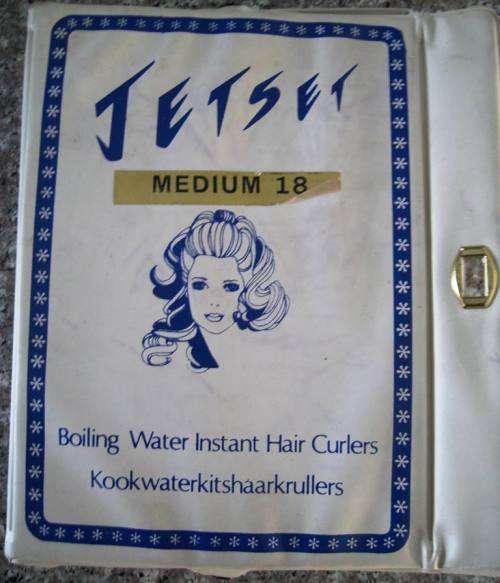 JETSET
MEDIUM 18
Boiling Water Instant Hair Curlers
Kookwaterkitshaarkrullers